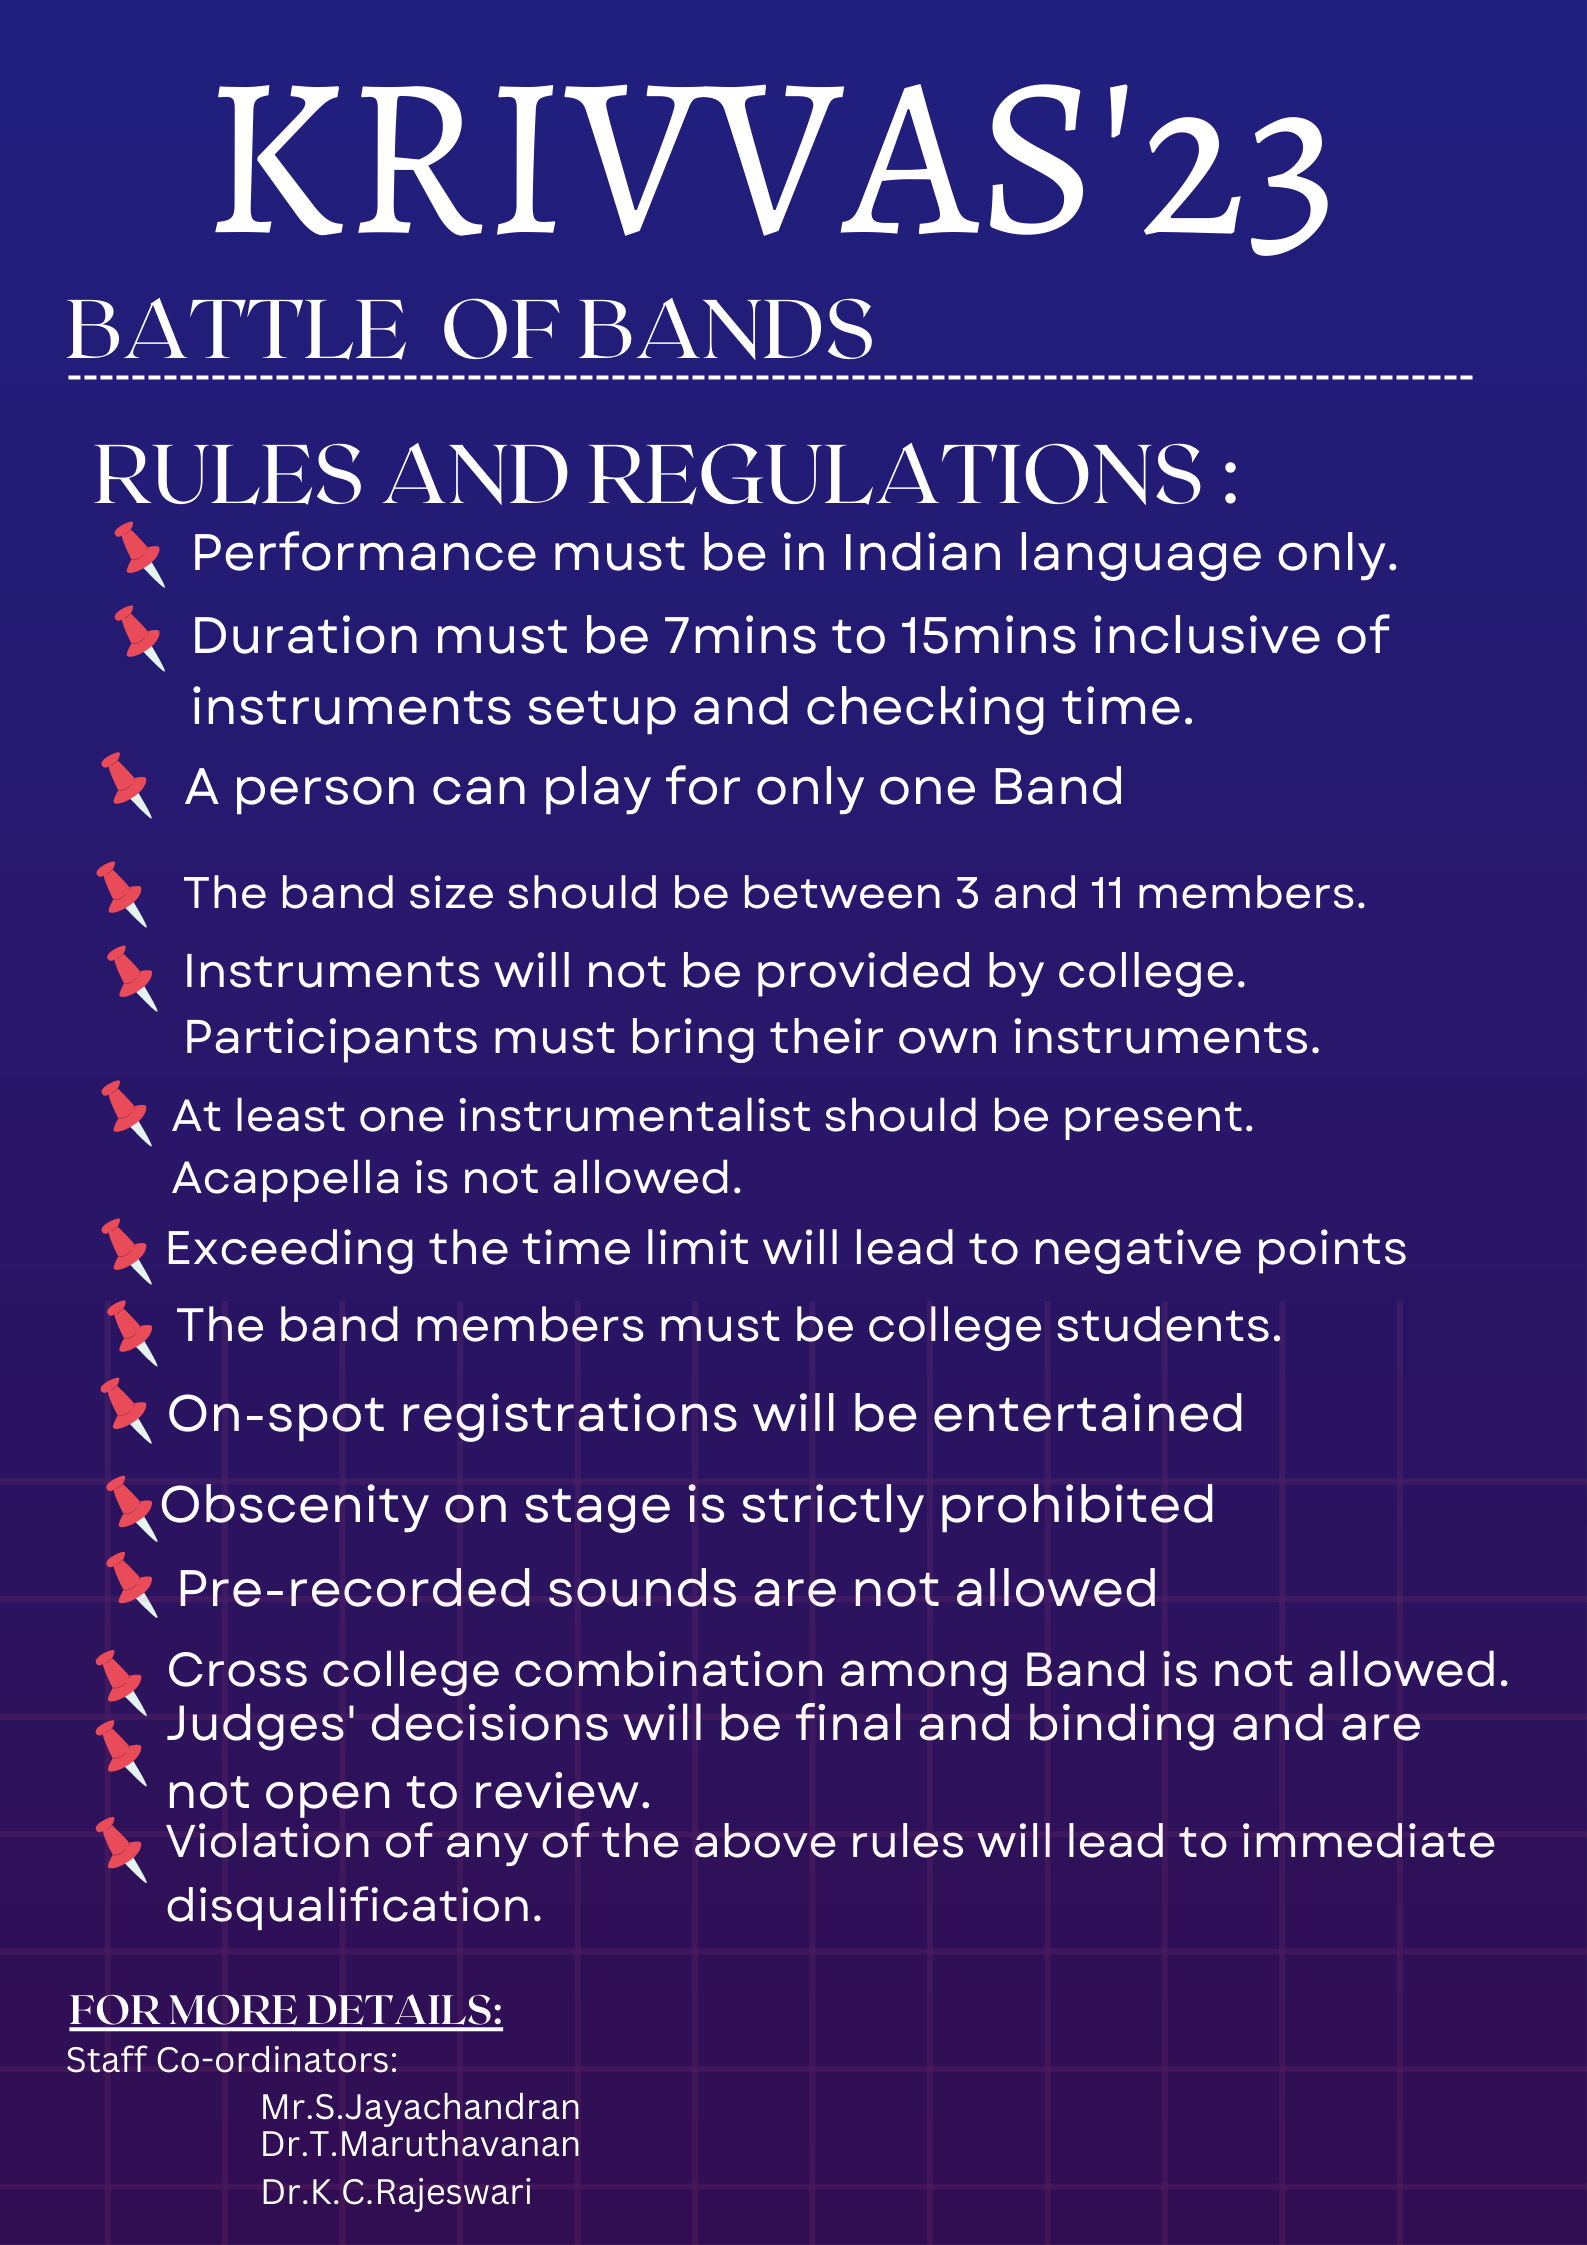 KRIVVAS'23
BATTLE OF BANDS
RULES AND REGULATIONS :
Performance must be in Indian language only.
Duration must be 7mins to 15mins inclusive of
instruments setup and checking time.
A person can play for only one Band
The band size should be between 3 and 11 members.
Instruments will not be provided by college.
Participants must bring their own instruments.
At least one instrumentalist should be present.
Acappella is not allowed.
Exceeding the time limit will lead to negative points
The band members must be college students.
On-spot registrations will be entertained
Obscenity on stage is strictly prohibited
Pre-recorded sounds are not allowed
Cross college combination among Band is not allowed.
Judges' decisions will be final and binding and are
not open to review.
Violation of any of the above rules will lead to immediate
disqualification.
FOR MORE DETAILS:
Staff Co-ordinators:
Mr.S.Jayachandran
Dr.T.Maruthavanan
Dr.K.C.Rajeswari